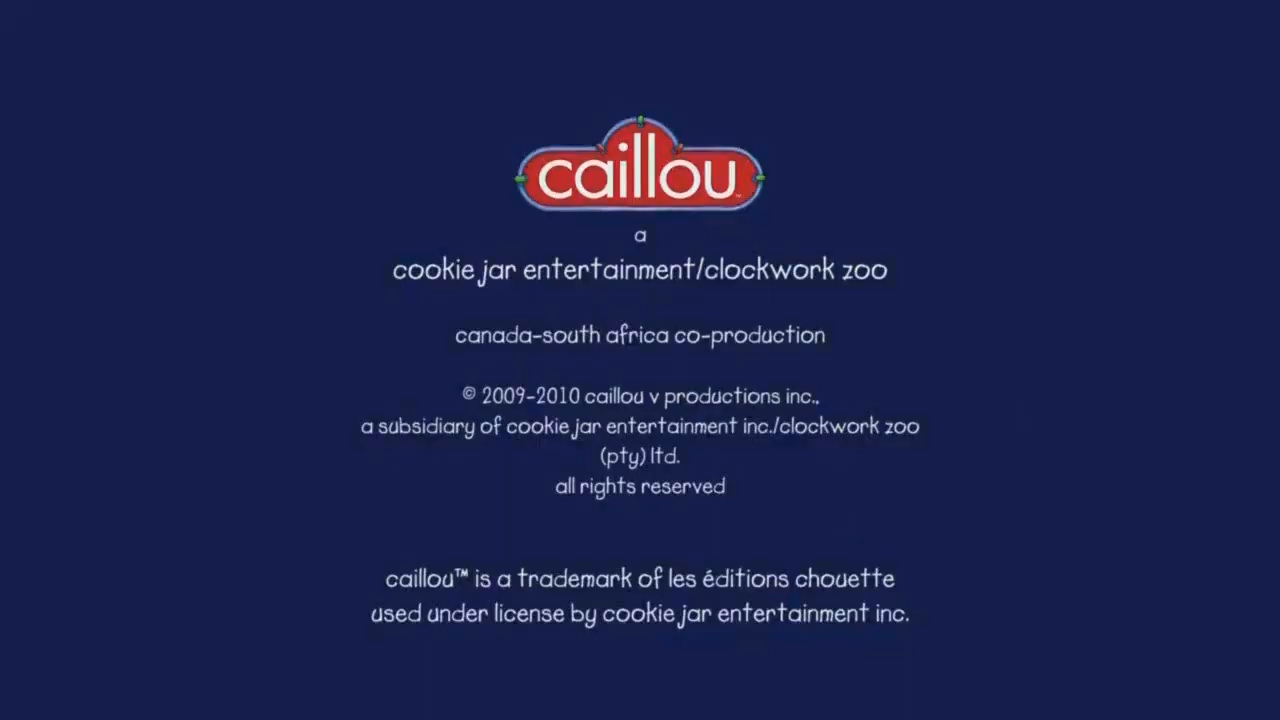 caillou™
a
cookie jar entertainment/clockwork zoo
canada-south africa co-production
© 2009-2010 caillou v productions inc.,
a subsidiary of cookie jar entertainment inc./clockwork zoo
(pty) ltd.
all rights reserved
caillou™ is a trademark of les éditions chouette
used under license by cookie jar entertainment inc.